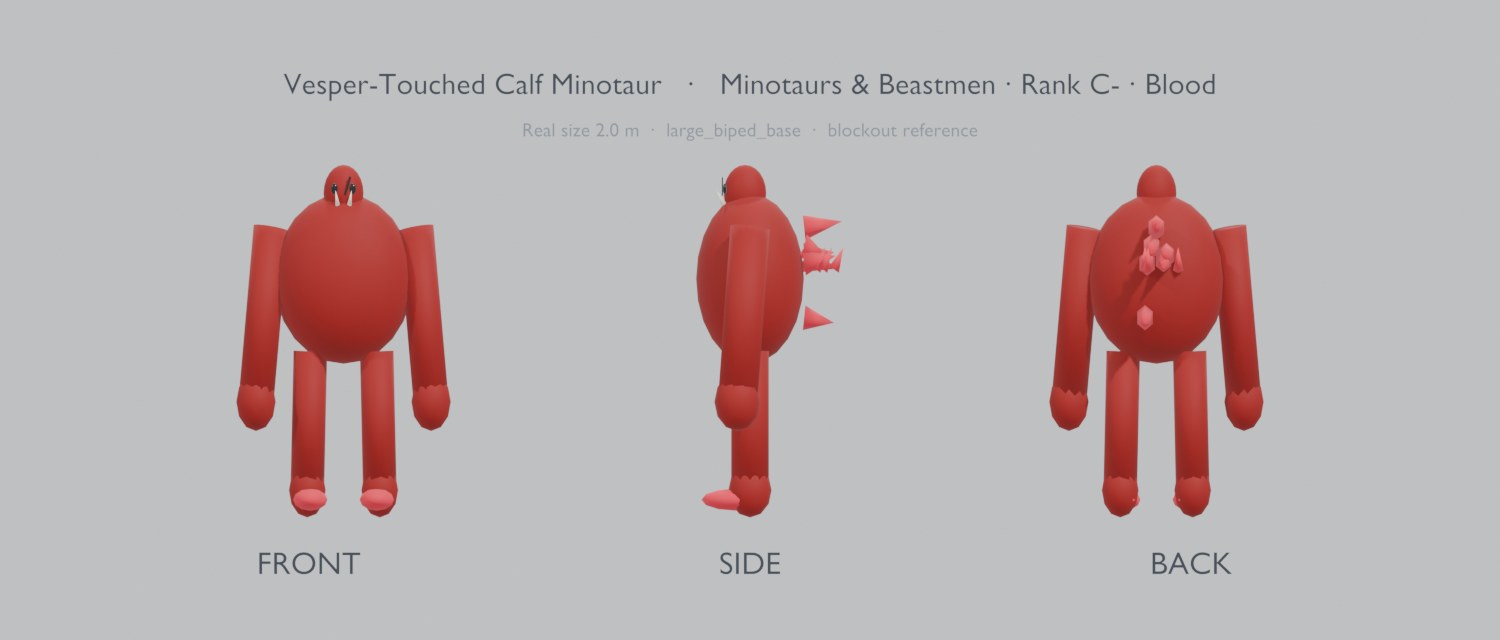 Vesper-Touched Calf Minotaur · Minotaurs & Beastmen · Rank C- · Blood
Real size 2.0 m · large_biped_base · blockout reference
FRONT SIDE BACK